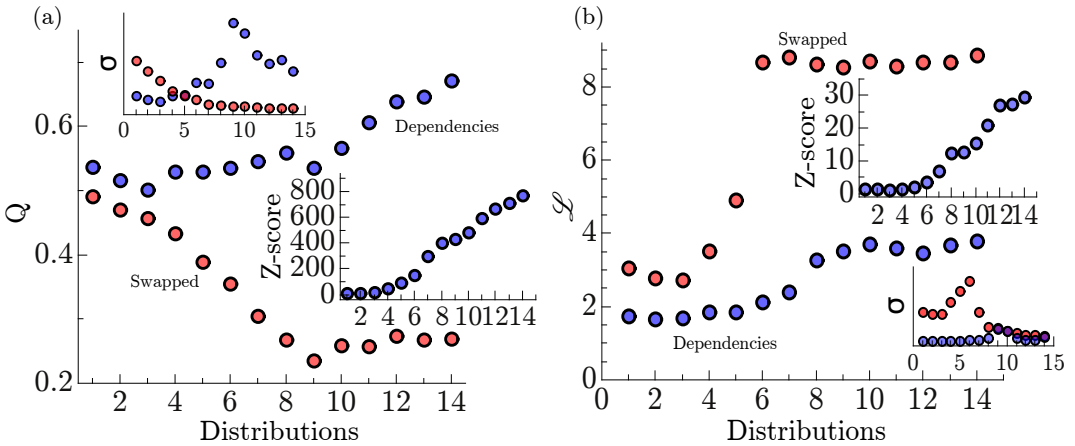 (a)
σ
0 5 10 15
0.6
Dependencies
Q
Z-score
800
600
400
200
0
2 4 6 8 10 12 14
0.4
Swapped
0.2
2 4 6 8 10 12 14
Distributions
(b)
Swapped
8
Z-score
30
20
10
0
2 4 6 8 10 12 14
6
ℒ
4
σ
0 5 10 15
2
Dependencies
0
0 2 4 6 8 10 12 14
Distributions